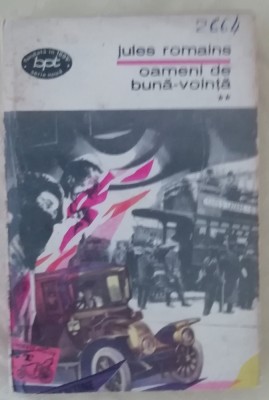 2664
jules romains
bpt
oameni de
bună-voință
**